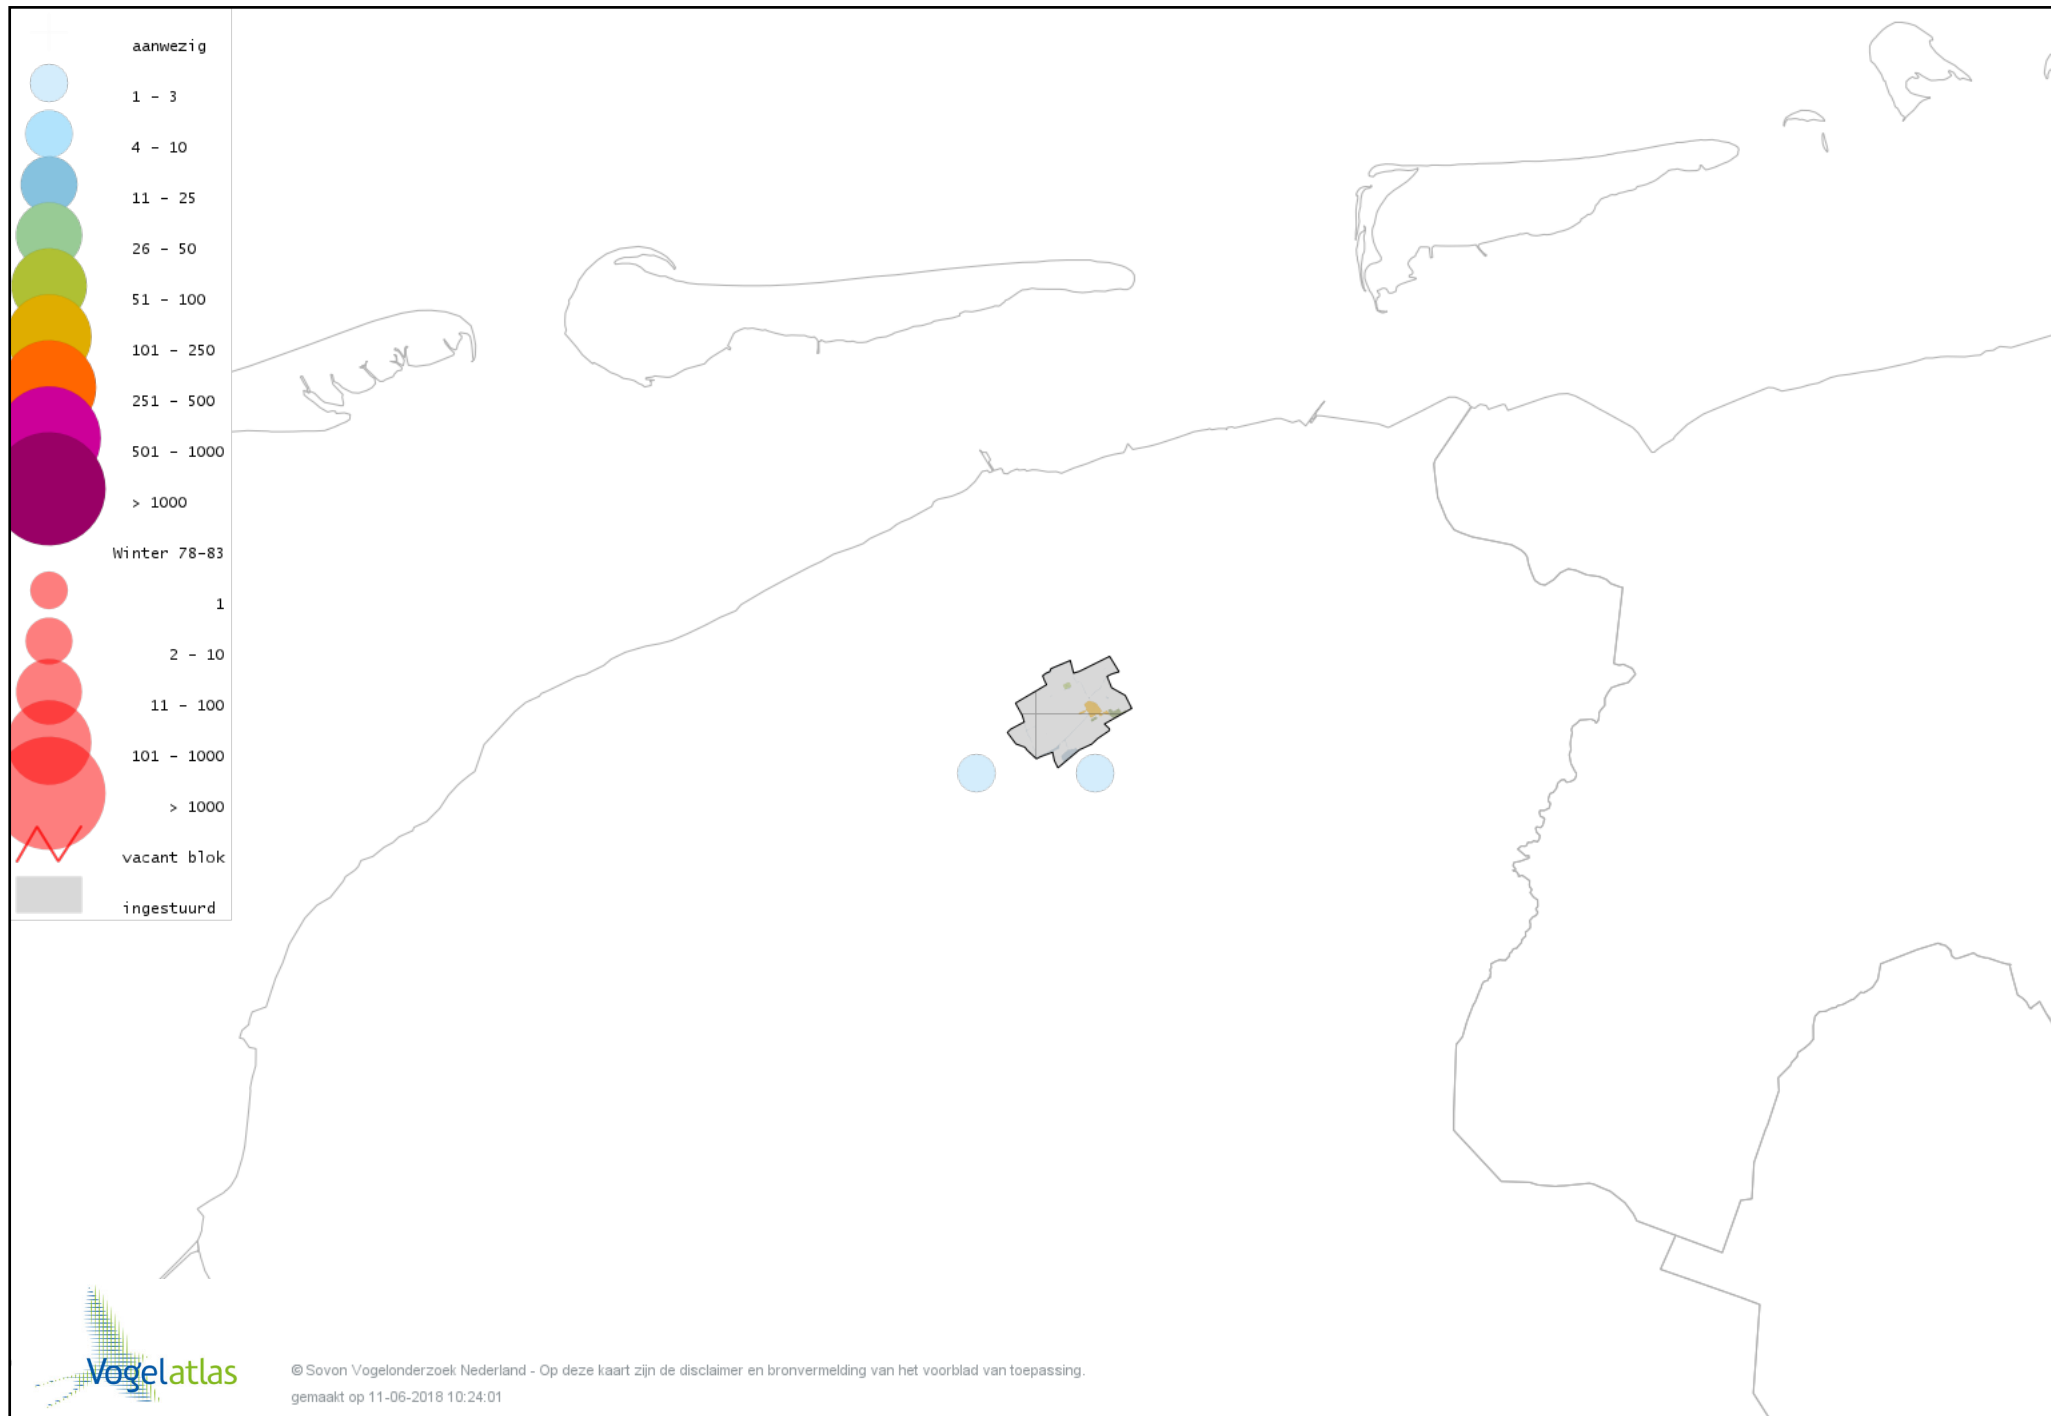 aanwezig
1 - 3
4 - 10
11 - 25
26 - 50
51 - 100
101 - 250
251 - 500
501 - 1000
> 1000
Winter 78-83
1
2 - 10
11 - 100
101 - 1000
> 1000
vacant blok
ingestuurd
Vogelatlas
© Sovon Vogelonderzoek Nederland - Op deze kaart zijn de disclaimer en bronvermelding van het voorblad van toepassing.
gemaakt op 11-06-2018 10:24:01